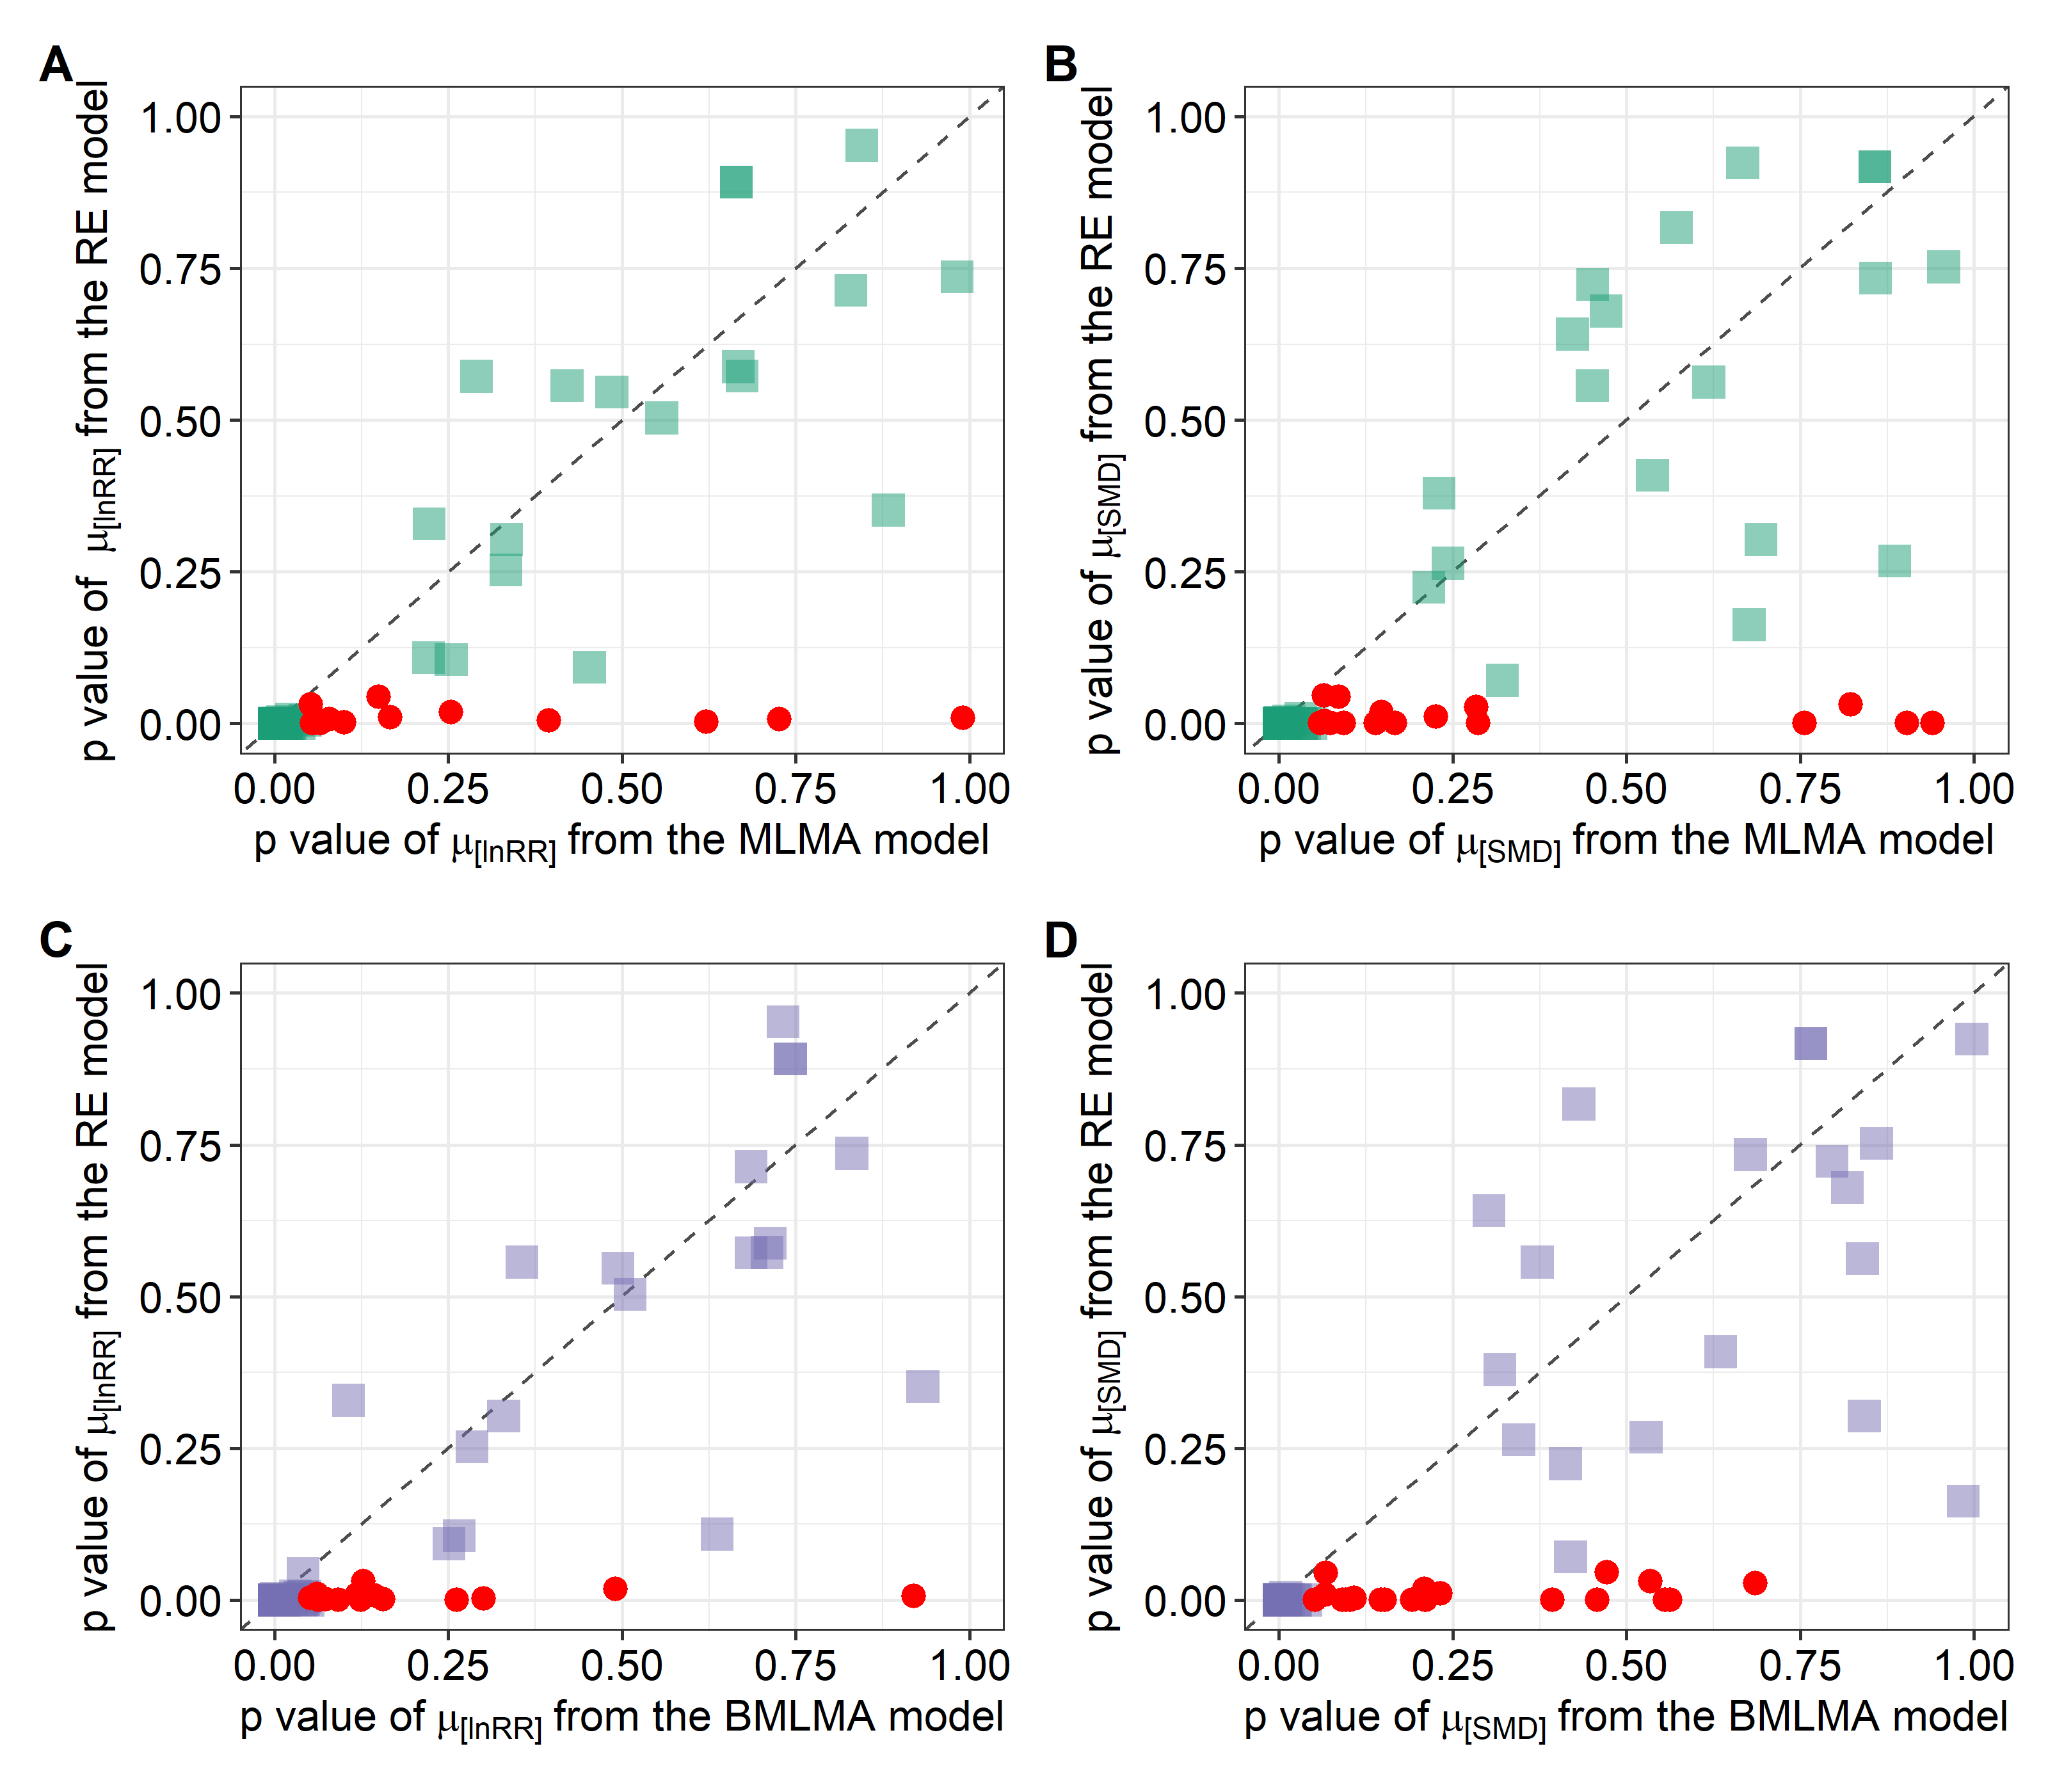 A
p value of μ[lnRR] from the RE model
1.00
0.75
0.50
0.25
0.00
0.00 0.25 0.50 0.75 1.00
p value of μ[lnRR] from the MLMA model
B
p value of μ[SMD] from the RE model
1.00
0.75
0.50
0.25
0.00
0.00 0.25 0.50 0.75 1.00
p value of μ[SMD] from the MLMA model
C
p value of μ[lnRR] from the RE model
1.00
0.75
0.50
0.25
0.00
0.00 0.25 0.50 0.75 1.00
p value of μ[lnRR] from the BMLMA model
D
p value of μ[SMD] from the RE model
1.00
0.75
0.50
0.25
0.00
0.00 0.25 0.50 0.75 1.00
p value of μ[SMD] from the BMLMA model